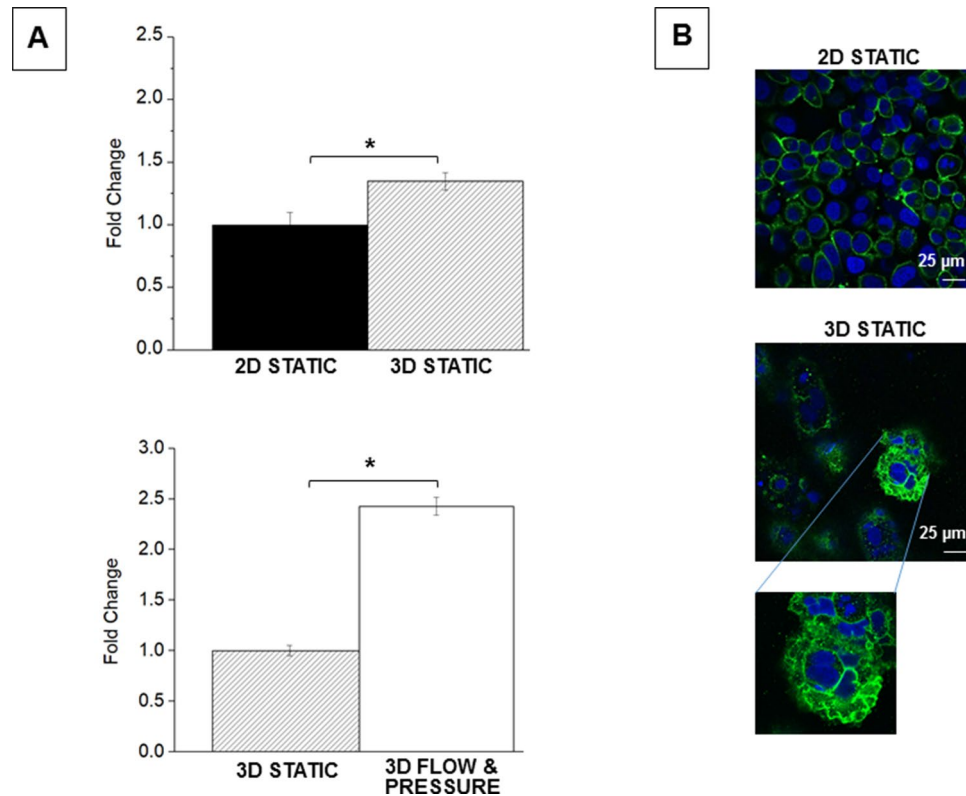 A
2.5
2.0
1.5
1.0
0.5
0.0
Fold Change
*
2D STATIC
3D STATIC
3.0
2.5
2.0
1.5
1.0
0.5
0.0
Fold Change
*
3D STATIC
3D FLOW &
PRESSURE
B
2D STATIC
25 µm
3D STATIC
25 µm